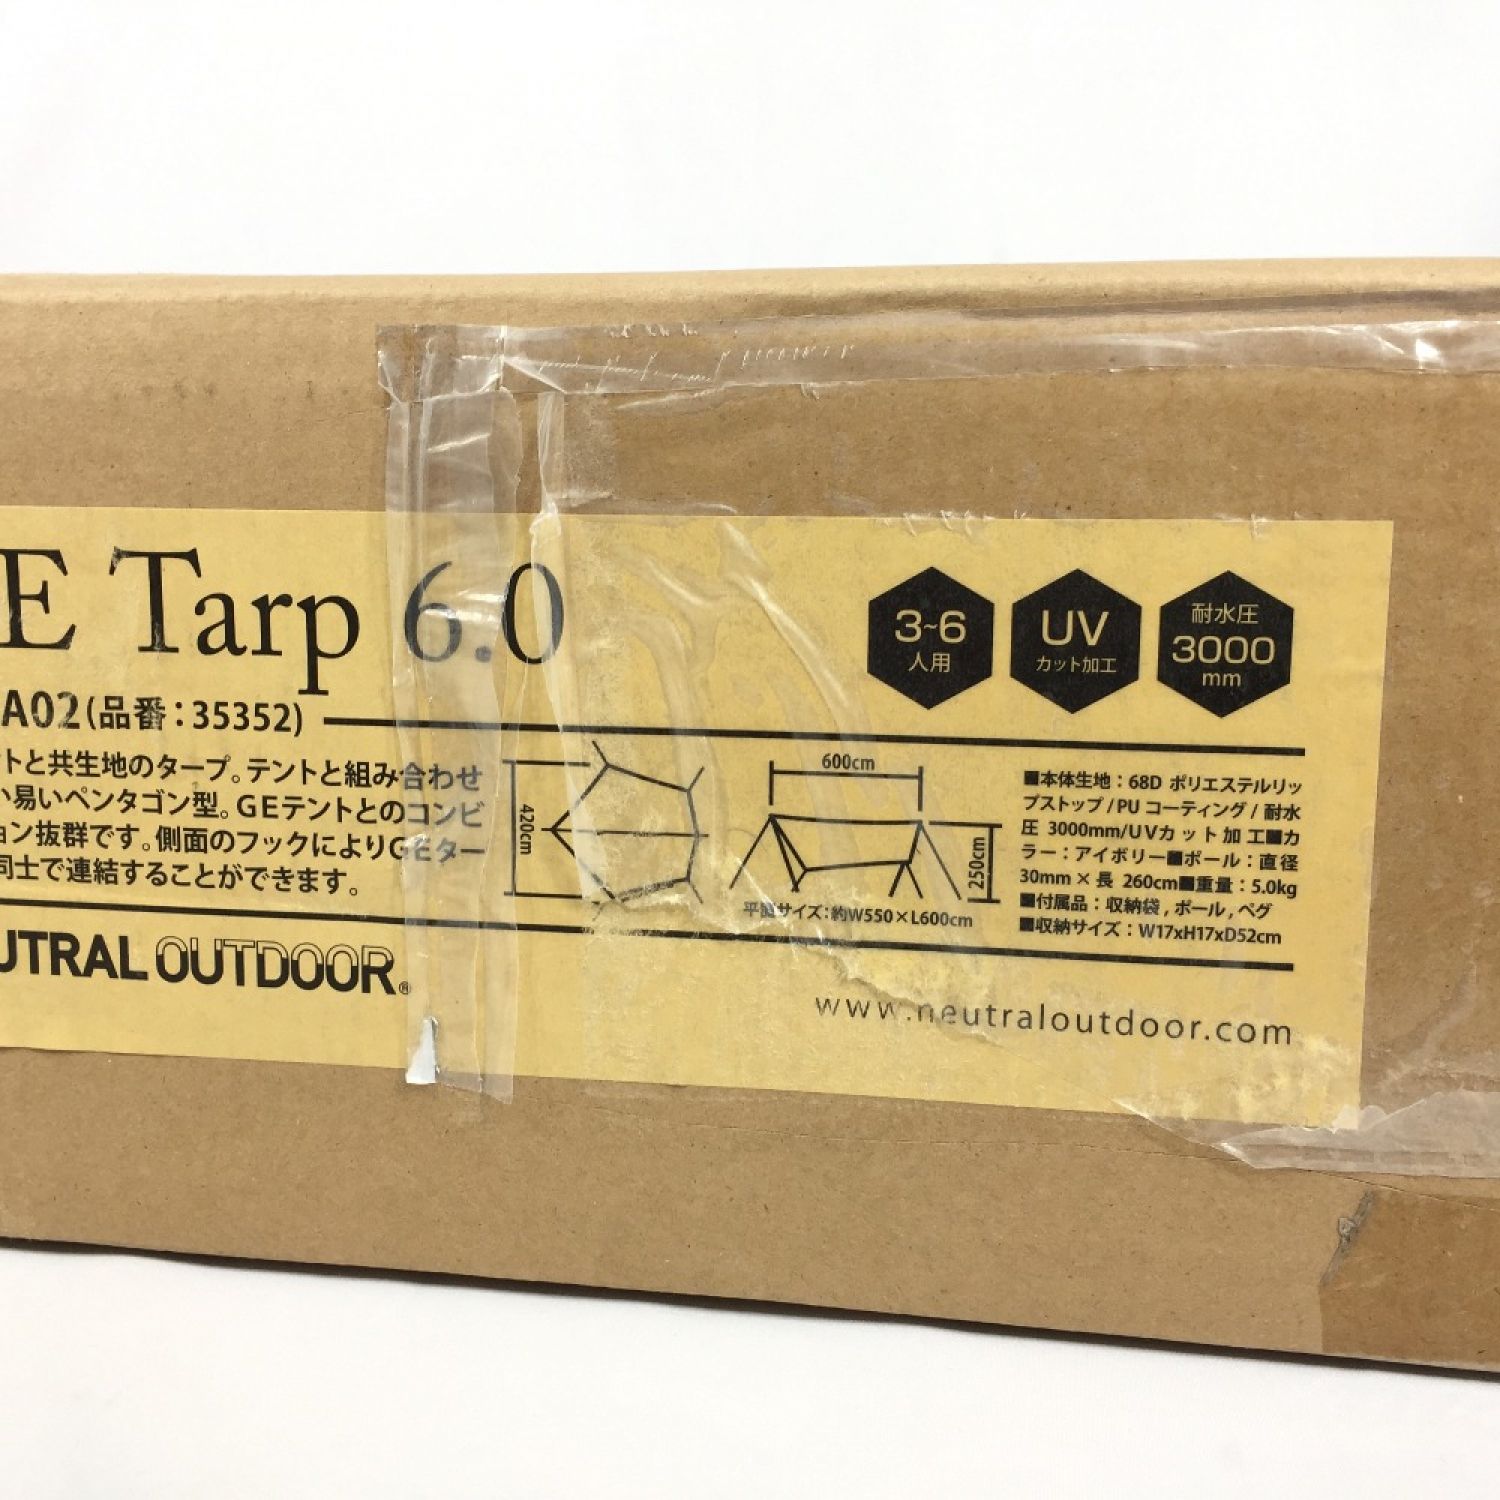 E Tarp 6.0
A02(品番:35352)
ントと共生地のタープ。テントと組み合わせ
い易いペンタゴン型。GEテントとのコンビ
ョン抜群です。側面のフックによりGEター
同士で連結することができます。
UTRAL OUTDOOR®
3~6
人用
UV
カット加工
耐水圧
3000
mm
420cm
600cm
250cm
平面サイズ:約W550×L600cm
■本体生地:68D ポリエステルリッ
プストップ/PUコーティング/耐水
圧 3000mm/UVカット加工■カ
ラー:アイボリー■ポール:直径
30mm×長 260cm■重量:5.0kg
■付属品:収納袋,ポール,ペグ
■収納サイズ:W17xH17xD52cm
www.neutraloutdoor.com